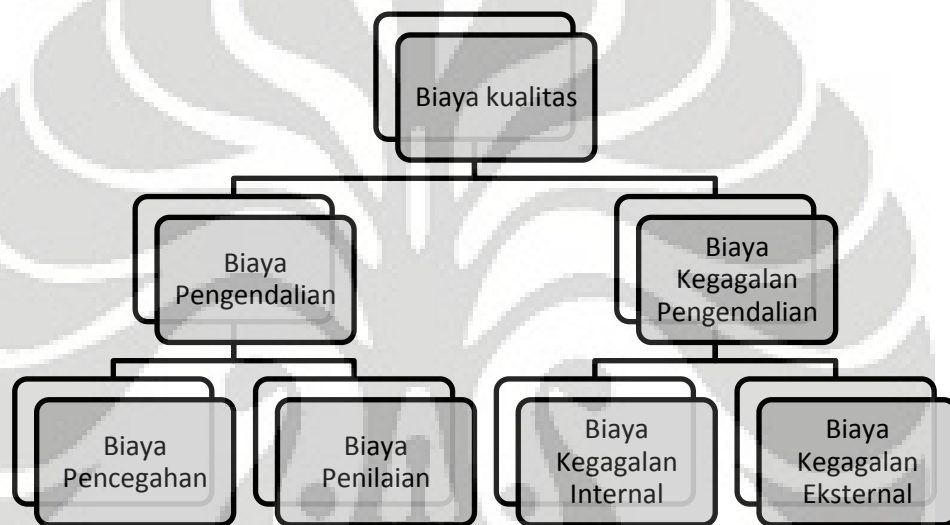 Biaya kualitas
Biaya
Pengendalian
Biaya
Kegagalan
Pengendalian
Biaya
Pencegahan
Biaya
Penilaian
Biaya
Kegagalan
Internal
Biaya
Kegagalan
Eksternal